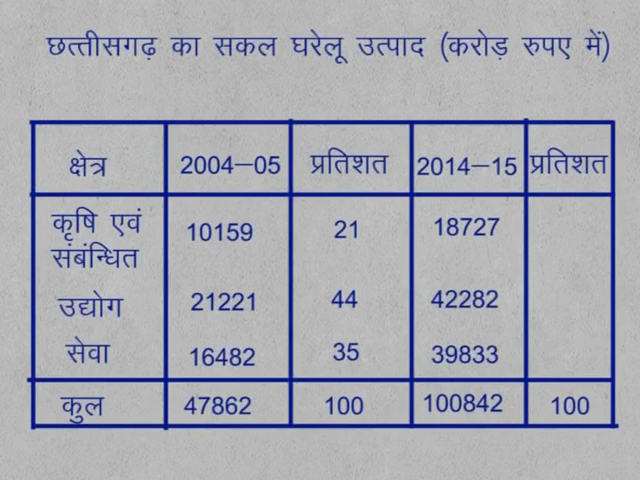 छत्तीसगढ़ का सकल घरेलू उत्पाद (करोड़ रुपए में)
क्षेत्र 2004–05 प्रतिशत 2014–15 प्रतिशत
कृषि एवं
संबंन्धित 10159 21 18727
उद्योग 21221 44 42282
सेवा 16482 35 39833
कुल 47862 100 100842 100